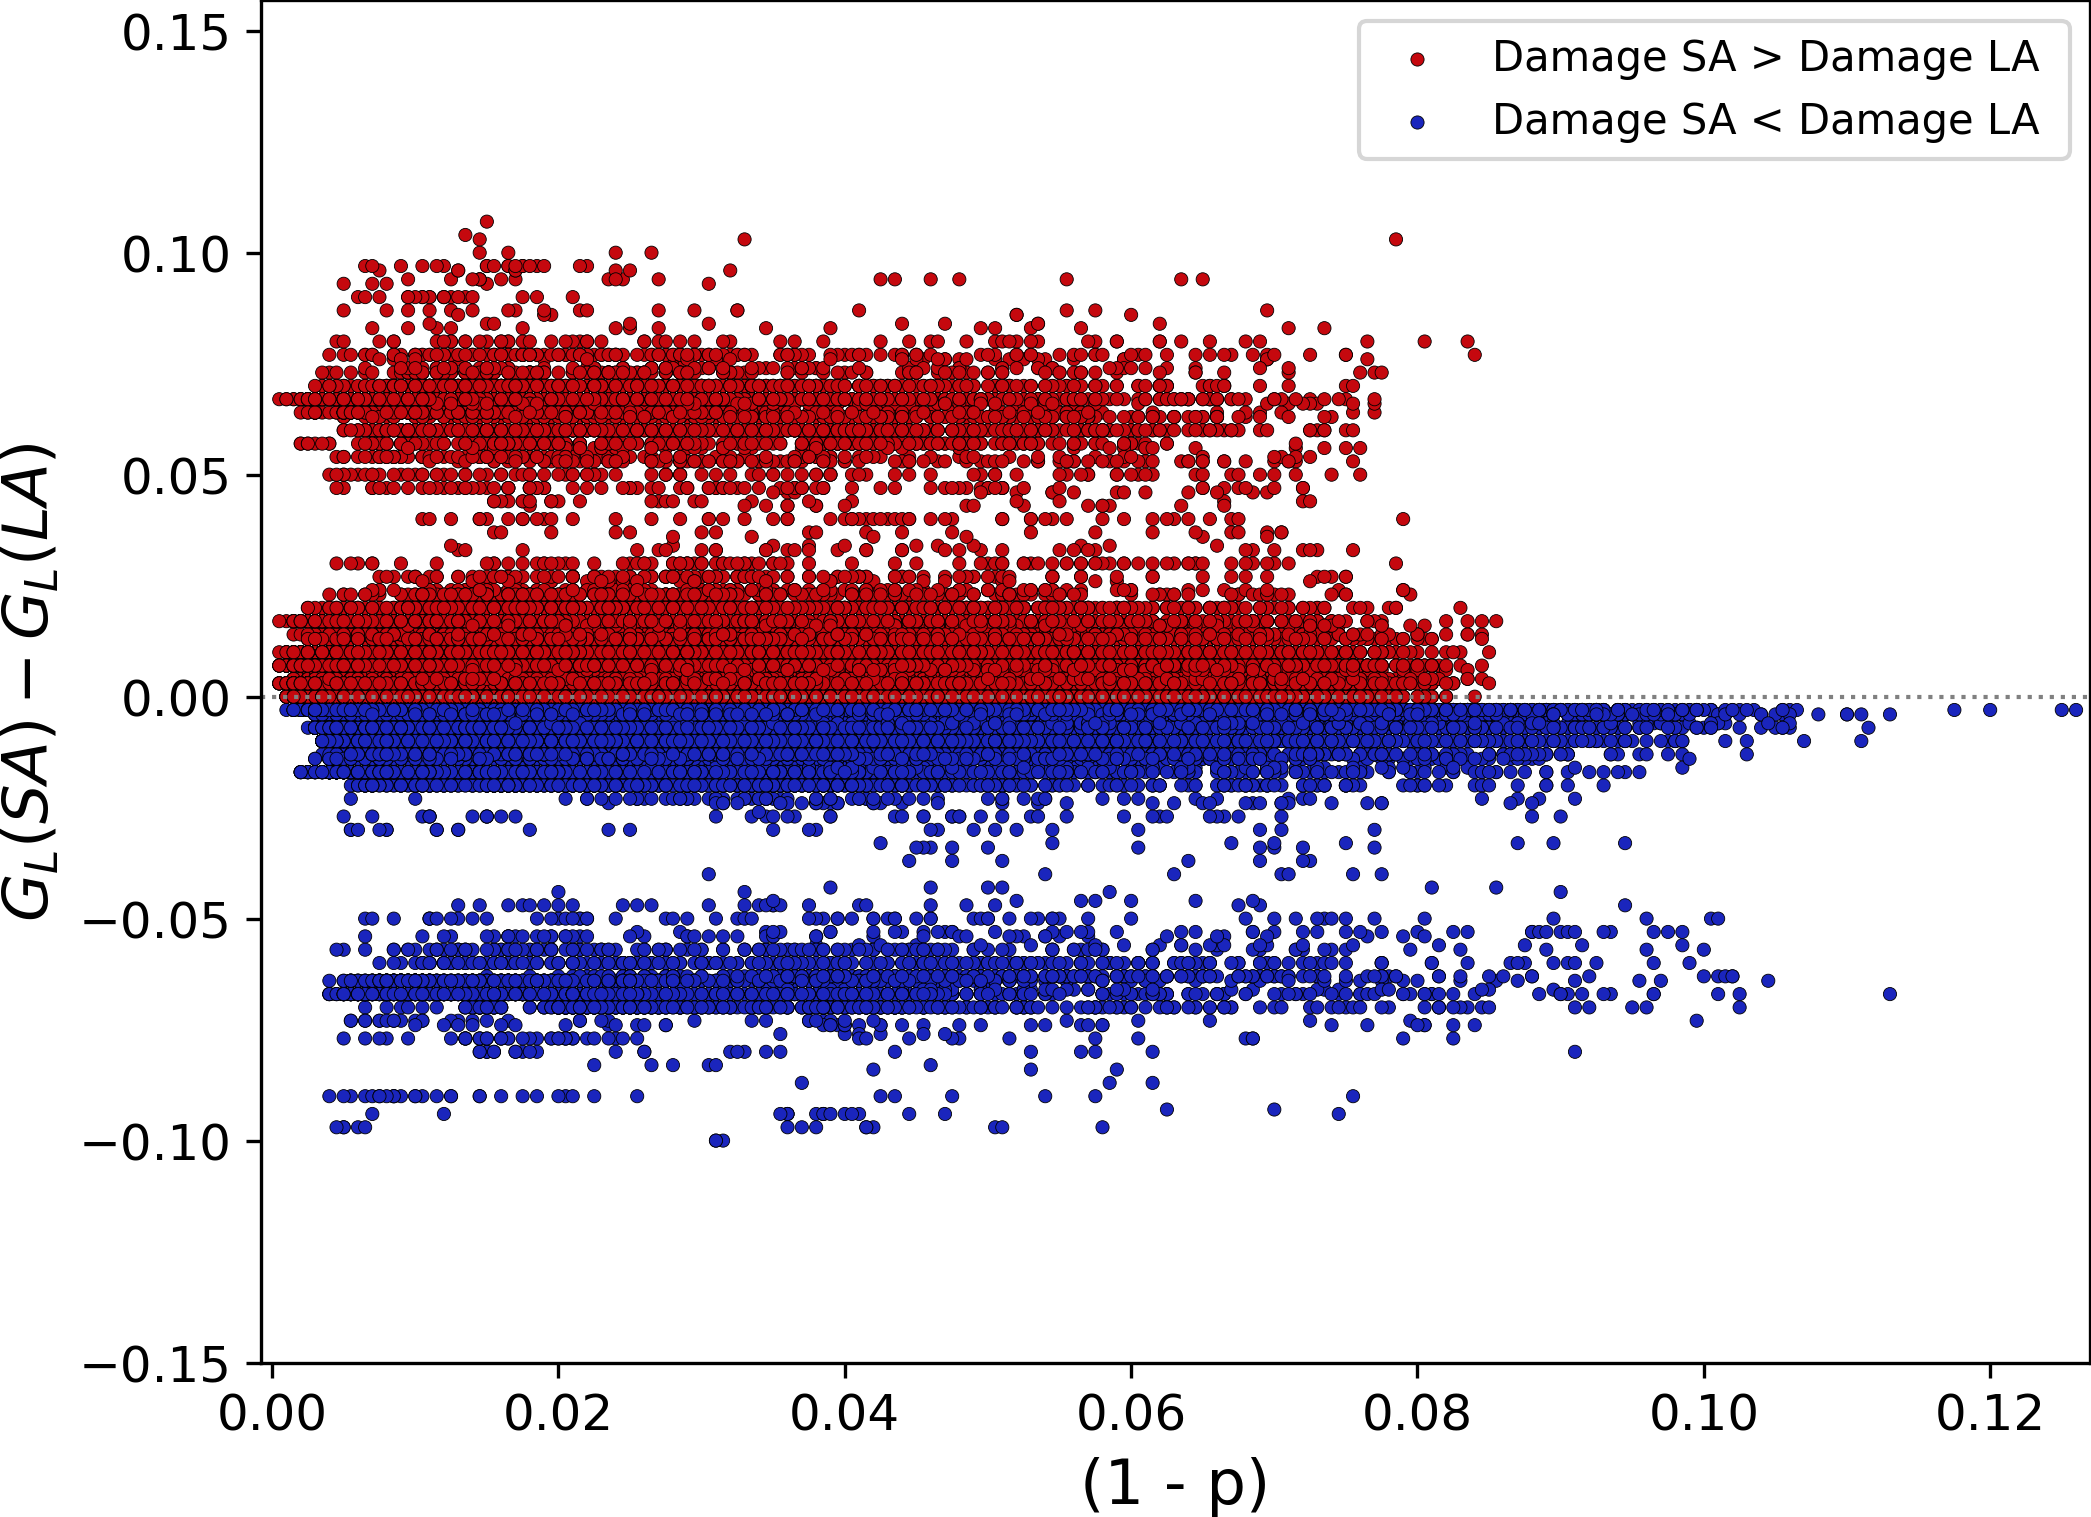 Damage SA > Damage LA
Damage SA < Damage LA
0.15
0.10
0.05
0.00
−0.05
−0.10
−0.15
G_L(SA) − G_L(LA)
0.00 0.02 0.04 0.06 0.08 0.10 0.12
(1 - p)